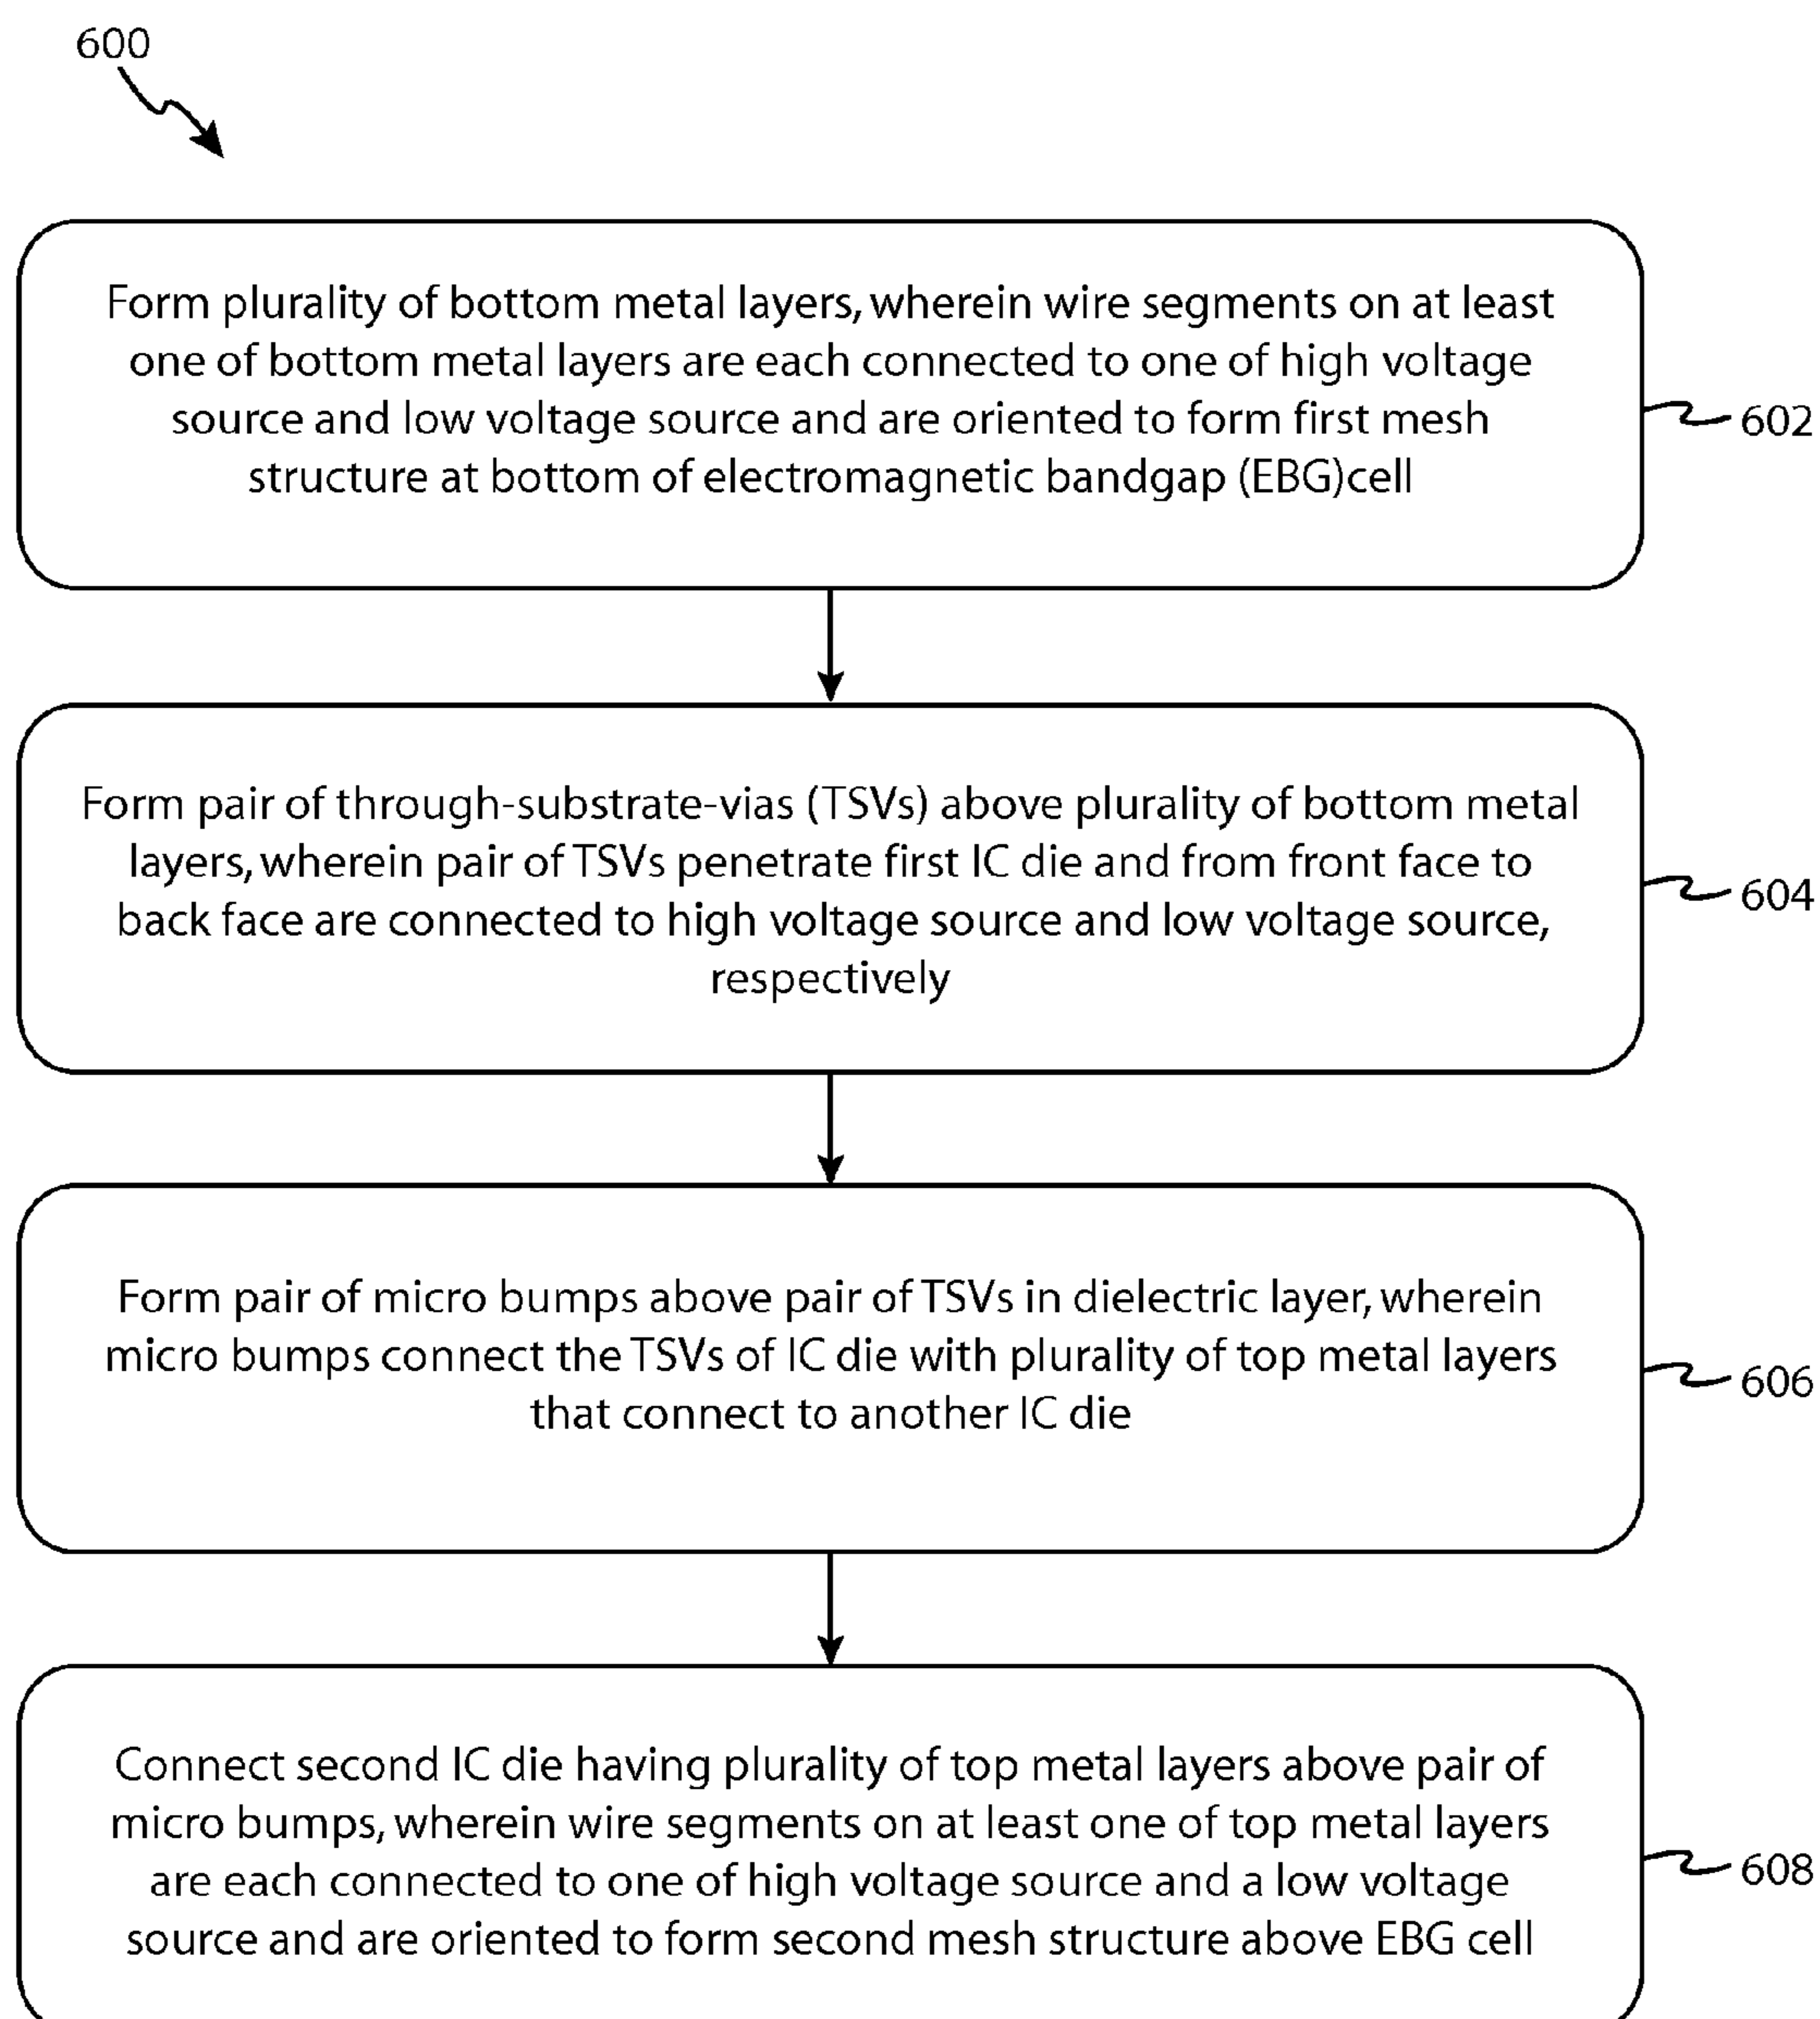 600
Form plurality of bottom metal layers, wherein wire segments on at least
one of bottom metal layers are each connected to one of high voltage
source and low voltage source and are oriented to form first mesh
structure at bottom of electromagnetic bandgap (EBG)cell
602
Form pair of through-substrate-vias (TSVs) above plurality of bottom metal
layers, wherein pair of TSVs penetrate first IC die and from front face to
back face are connected to high voltage source and low voltage source,
respectively
604
Form pair of micro bumps above pair of TSVs in dielectric layer, wherein
micro bumps connect the TSVs of IC die with plurality of top metal layers
that connect to another IC die
606
Connect second IC die having plurality of top metal layers above pair of
micro bumps, wherein wire segments on at least one of top metal layers
are each connected to one of high voltage source and a low voltage
source and are oriented to form second mesh structure above EBG cell
608